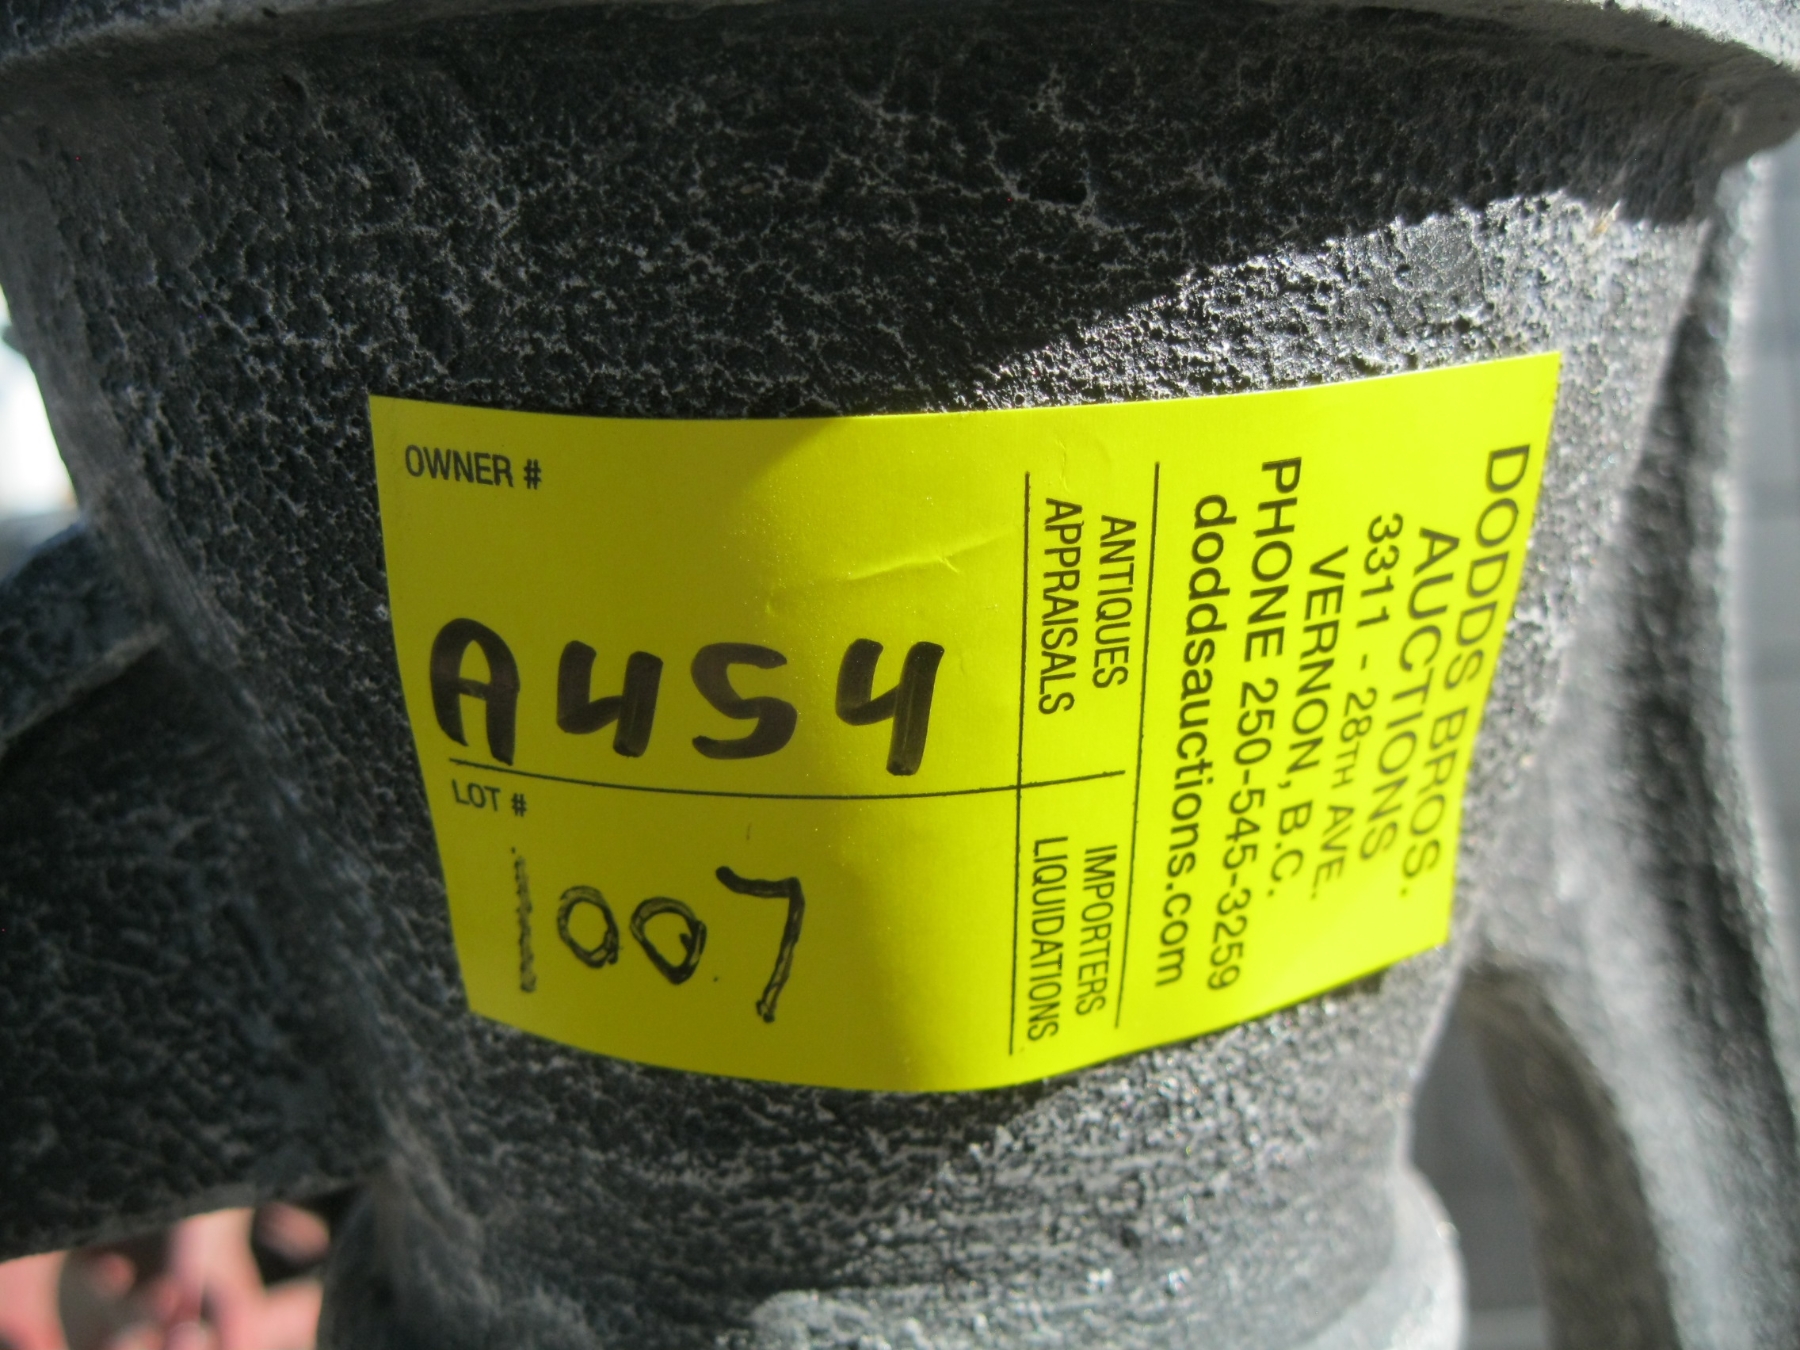 OWNER #
A454
LOT #
1007
DODDS BROS.
AUCTIONS
3311 - 28TH AVE.
VERNON, B.C.
PHONE 250-545-3259
doddsauctions.com
ANTIQUES
APPRAISALS
IMPORTERS
LIQUIDATIONS